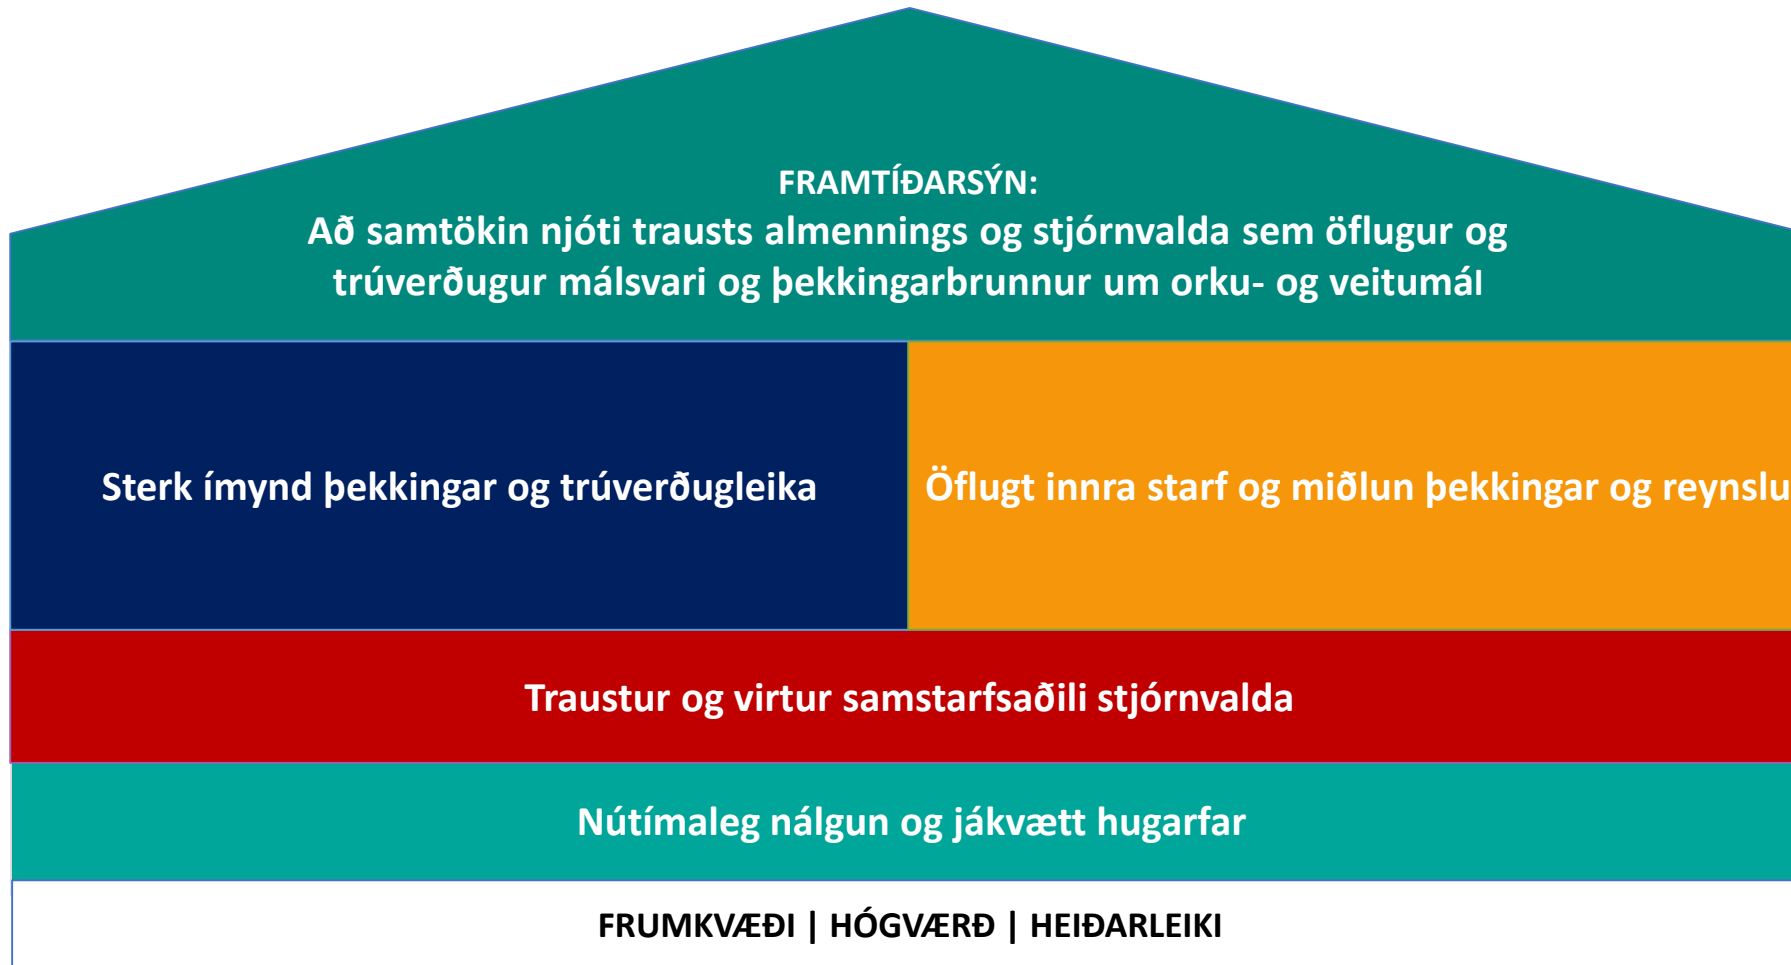 FRAMTÍÐARSÝN:
Að samtökin njóti trausts almennings og stjórnvalda sem öflugur og
trúverðugur málsvari og þekkingarbrunnur um orku- og veitumál
Sterk ímynd þekkingar og trúverðugleika
Öflugt innra starf og miðlun þekkingar og reynslu
Traustur og virtur samstarfsaðili stjórnvalda
Nútímaleg nálgun og jákvætt hugarfar
FRUMKVÆÐI | HÓGVÆRÐ | HEIÐARLEIKI